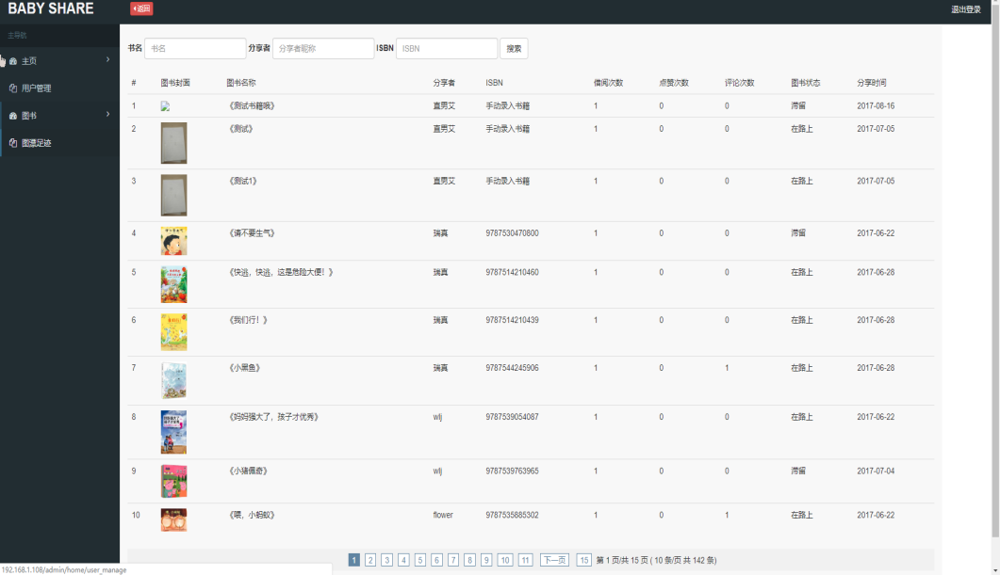 BABY SHARE 返回 退出登录
主导航
主页
用户管理
图书
图漂足迹
书名 书名 分享者 分享者昵称 ISBN ISBN 搜索
# 图书封面 图书名称 分享者 ISBN 借阅次数 点赞次数 评论次数 图书状态 分享时间
1 《测试书籍哦》 直男艾 手动录入书籍 1 0 0 滞留 2017-08-16
2 《测试》 直男艾 手动录入书籍 1 0 0 在路上 2017-07-05
3 《测试1》 直男艾 手动录入书籍 1 0 0 在路上 2017-07-05
4 《请不要生气》 瑞真 9787530470800 1 0 0 滞留 2017-06-22
5 《快逃，快逃，这是危险大便！》 瑞真 9787514210460 1 0 0 在路上 2017-06-28
6 《我们行！》 瑞真 9787514210439 1 0 0 在路上 2017-06-28
7 《小黑鱼》 瑞真 9787544245906 1 0 1 在路上 2017-06-28
8 《妈妈强大了，孩子才优秀》 wlj 9787539054087 1 0 0 在路上 2017-06-22
9 《小猪佩奇》 wlj 9787539763965 1 0 0 滞留 2017-07-04
10 《喂，小蚂蚁》 flower 9787535885302 1 0 1 在路上 2017-06-22
1 2 3 4 5 6 7 8 9 10 11 下一页 15 第 1 页/共 15 页 ( 10 条/页 共 142 条)
192.168.1.108/admin/home/user_manage